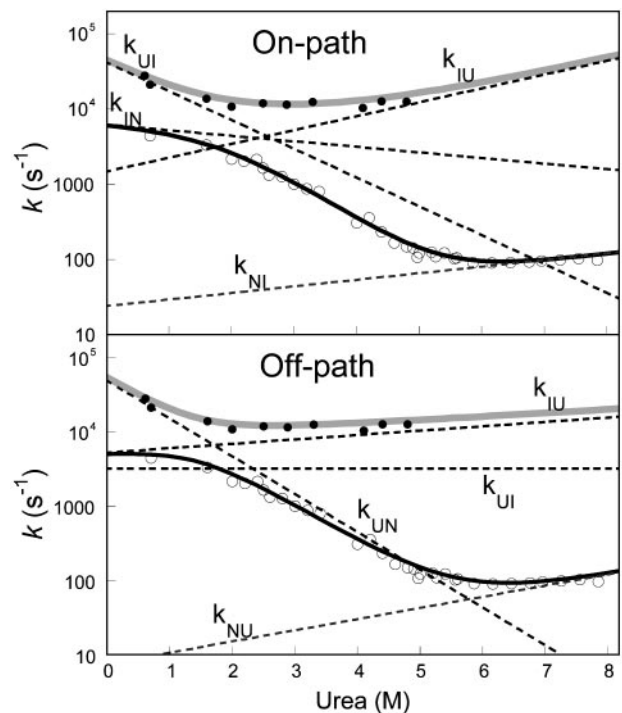 On-path
k (s⁻¹)
10⁵
10⁴
1000
100
10
k_UI
k_IU
k_IN
k_NI
Off-path
k (s⁻¹)
10⁵
10⁴
1000
100
10
k_IU
k_UI
k_UN
k_NU
0 1 2 3 4 5 6 7 8
Urea (M)